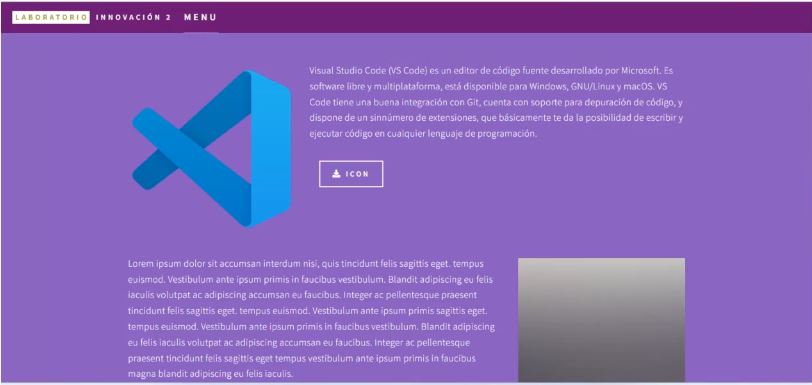 LABORATORIO INNOVACIÓN 2 MENU
Visual Studio Code (VS Code) es un editor de código fuente desarrollado por Microsoft. Es
software libre y multiplataforma, está disponible para Windows, GNU/Linux y macOS. VS
Code tiene una buena integración con Git, cuenta con soporte para depuración de código, y
dispone de un sinnúmero de extensiones, que básicamente te da la posibilidad de escribir y
ejecutar código en cualquier lenguaje de programación.
ICON
Lorem ipsum dolor sit accumsan interdum nisi, quis tincidunt felis sagittis eget. tempus
euismod. Vestibulum ante ipsum primis in faucibus vestibulum. Blandit adipiscing eu felis
iaculis volutpat ac adipiscing accumsan eu faucibus. Integer ac pellentesque praesent
tincidunt felis sagittis eget. tempus euismod. Vestibulum ante ipsum primis sagittis eget.
tempus euismod. Vestibulum ante ipsum primis in faucibus vestibulum. Blandit adipiscing
eu felis iaculis volutpat ac adipiscing accumsan eu faucibus. Integer ac pellentesque
praesent tincidunt felis sagittis eget tempus vestibulum ante ipsum primis in faucibus
magna blandit adipiscing eu felis iaculis.